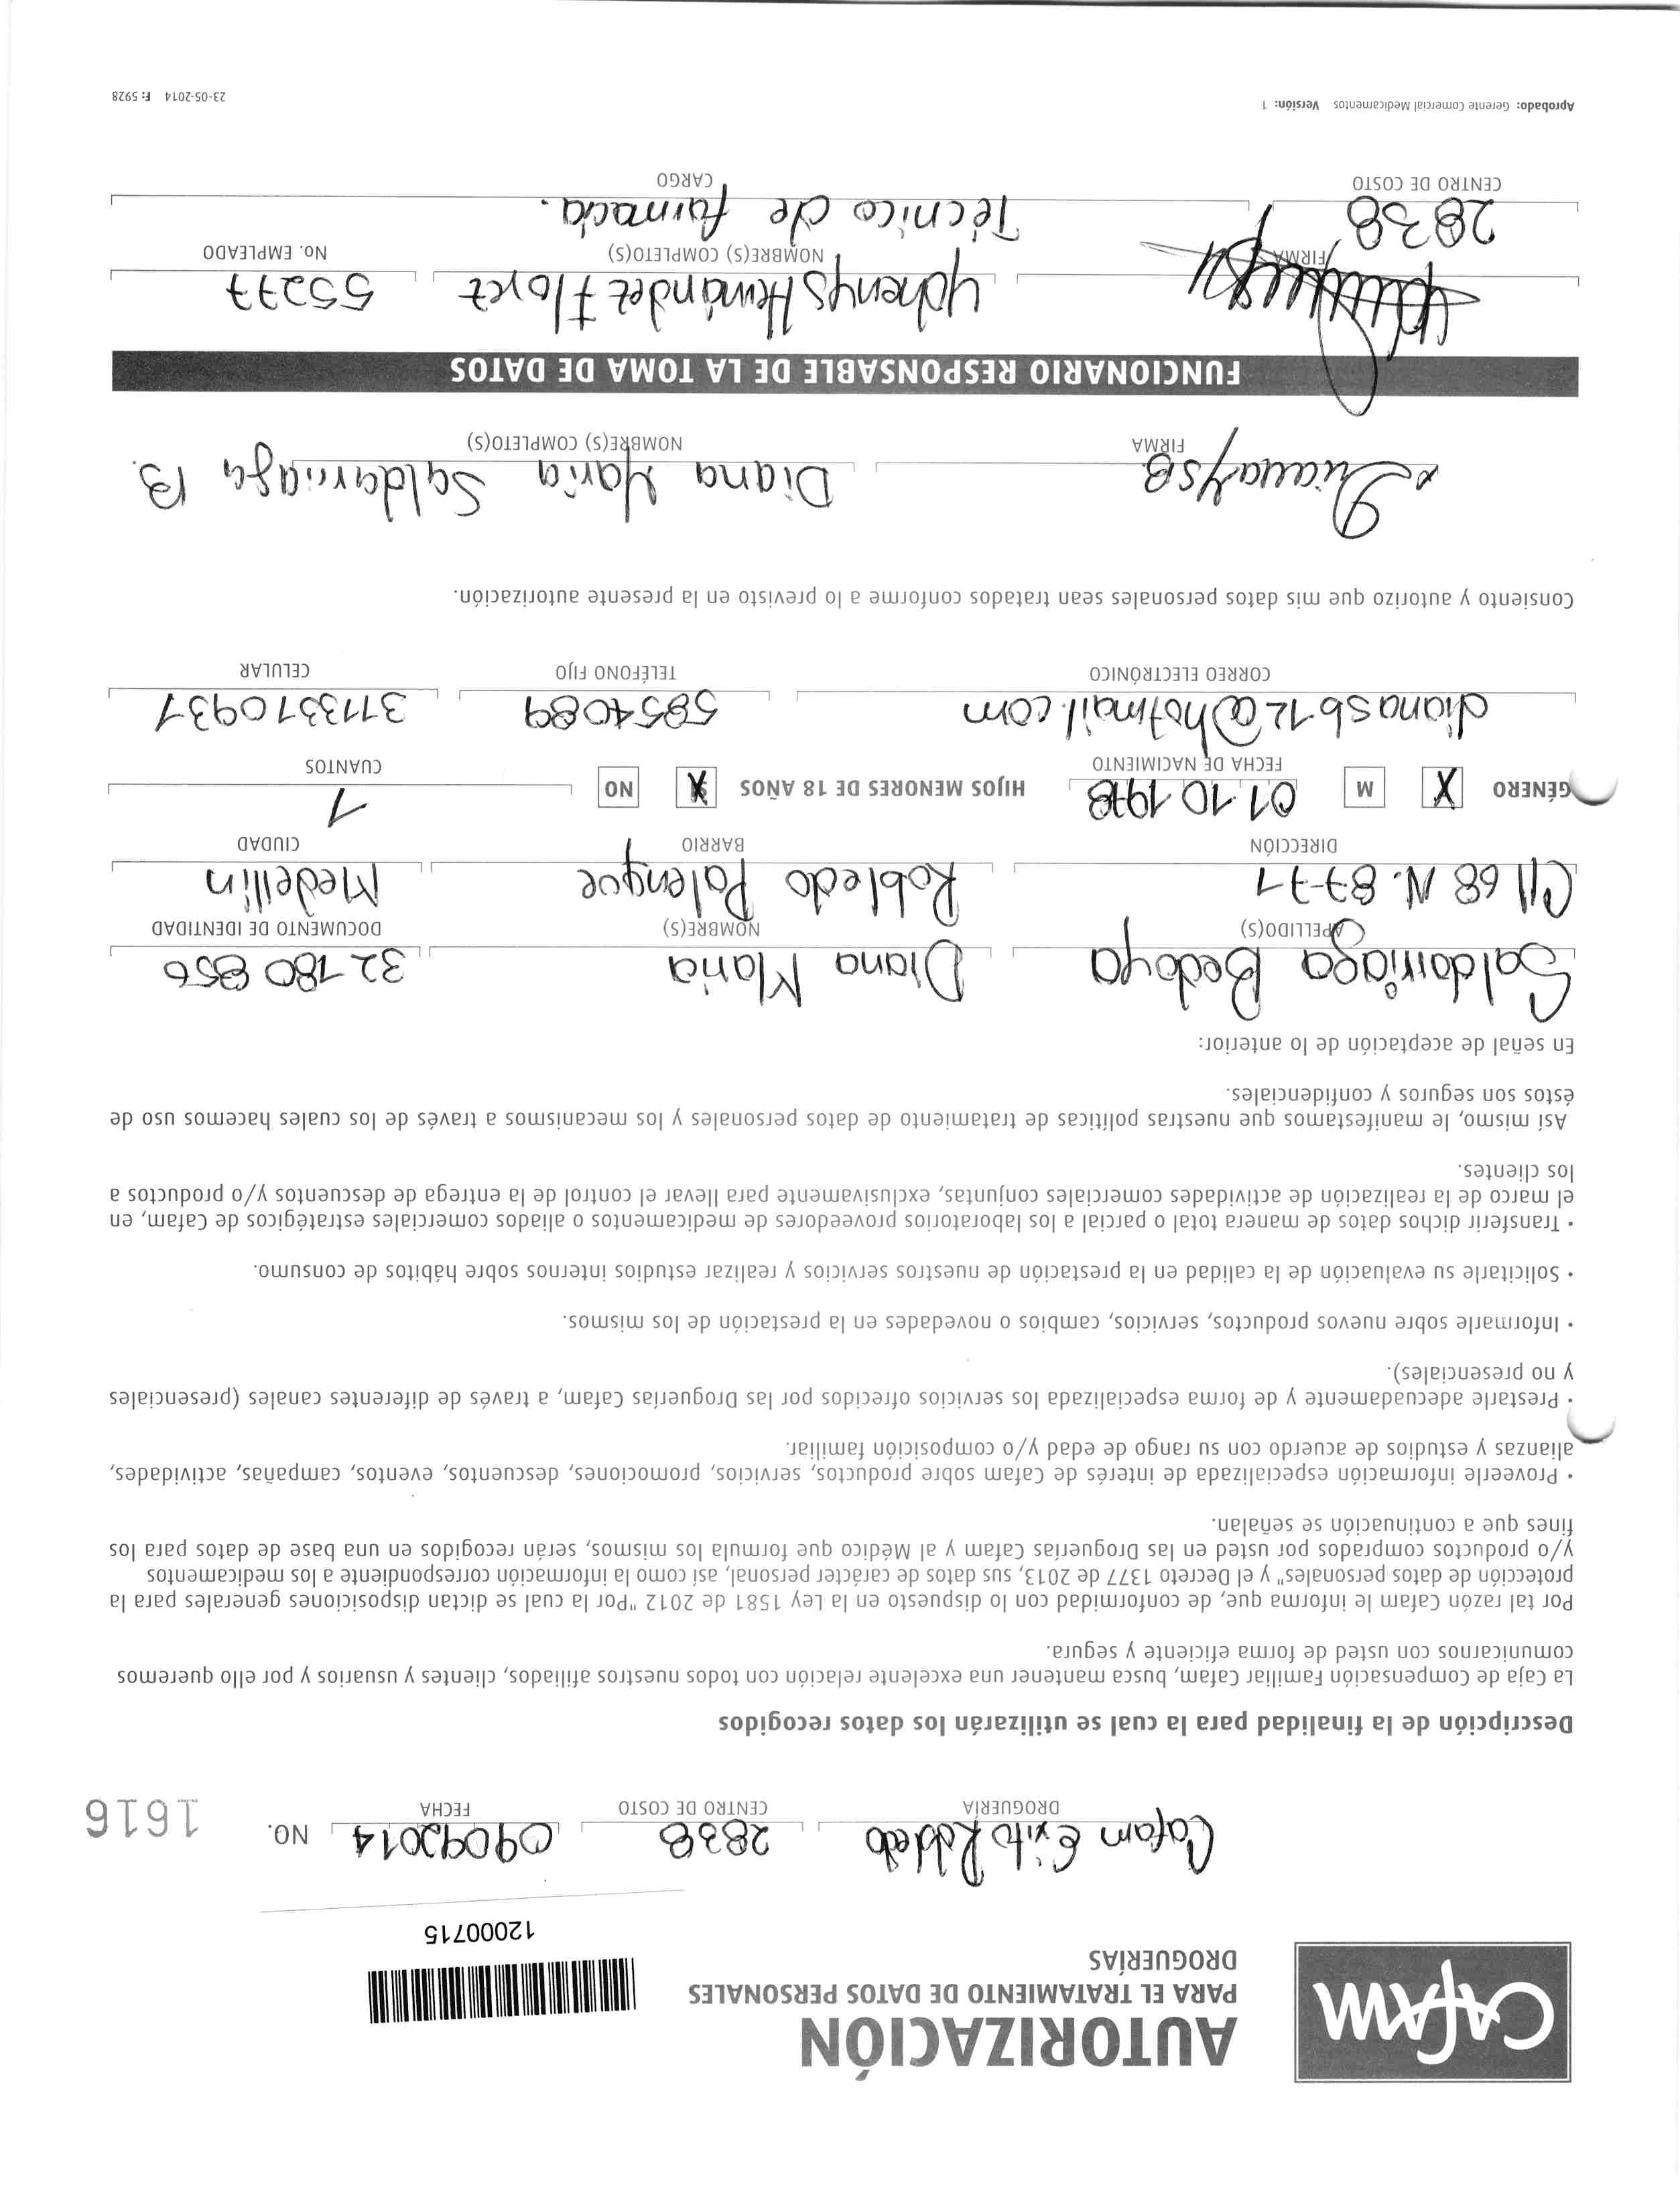 cafam
AUTORIZACIÓN
PARA EL TRATAMIENTO DE DATOS PERSONALES
DROGUERÍAS
12000715
Cafam Exito Robledo 2838 09092014 NO. 1616
DROGUERÍA CENTRO DE COSTO FECHA
Descripción de la finalidad para la cual se utilizarán los datos recogidos
La Caja de Compensación Familiar Cafam, busca mantener una excelente relación con todos nuestros afiliados, clientes y usuarios y por ello queremos
comunicarnos con usted de forma eficiente y segura.
Por tal razón Cafam le informa que, de conformidad con lo dispuesto en la Ley 1581 de 2012 "Por la cual se dictan disposiciones generales para la
protección de datos personales" y el Decreto 1377 de 2013, sus datos de carácter personal, así como la información correspondiente a los medicamentos
y/o productos comprados por usted en las Droguerías Cafam y al Médico que formula los mismos, serán recogidos en una base de datos para los
fines que a continuación se señalan.
• Proveerle información especializada de interés de Cafam sobre productos, servicios, promociones, descuentos, eventos, campañas, actividades,
alianzas y estudios de acuerdo con su rango de edad y/o composición familiar.
• Prestarle adecuadamente y de forma especializada los servicios ofrecidos por las Droguerías Cafam, a través de diferentes canales (presenciales
y no presenciales).
• Informarle sobre nuevos productos, servicios, cambios o novedades en la prestación de los mismos.
• Solicitarle su evaluación de la calidad en la prestación de nuestros servicios y realizar estudios internos sobre hábitos de consumo.
• Transferir dichos datos de manera total o parcial a los laboratorios proveedores de medicamentos o aliados comerciales estratégicos de Cafam, en
el marco de la realización de actividades comerciales conjuntas, exclusivamente para llevar el control de la entrega de descuentos y/o productos a
los clientes.
Así mismo, le manifestamos que nuestras políticas de tratamiento de datos personales y los mecanismos a través de los cuales hacemos uso de
éstos son seguros y confidenciales.
En señal de aceptación de lo anterior:
Saldarriaga Bedoya Diana Maria 32 180 856
APELLIDO(S) NOMBRE(S) DOCUMENTO DE IDENTIDAD
Cll 68 N. 87-71 Robledo Palenque Medellin
DIRECCIÓN BARRIO CIUDAD
GÉNERO X M 01 10 1978 HIJOS MENORES DE 18 AÑOS X NO 1
FECHA DE NACIMIENTO CUANTOS
dianasb12@hotmail.com 5854089 3113310937
CORREO ELECTRÓNICO TELÉFONO FIJO CELULAR
Consiento y autorizo que mis datos personales sean tratados conforme a lo previsto en la presente autorización.
x DianaMSB Diana Maria Saldarriaga B.
FIRMA NOMBRE(S) COMPLETO(S)
FUNCIONARIO RESPONSABLE DE LA TOMA DE DATOS
Yohenys Hernández Florez 55277
FIRMA NOMBRE(S) COMPLETO(S) No. EMPLEADO
2838 Técnico de farmacia.
CENTRO DE COSTO CARGO
Aprobado: Gerente Comercial Medicamentos Versión: 1 23-05-2014 F: 5928